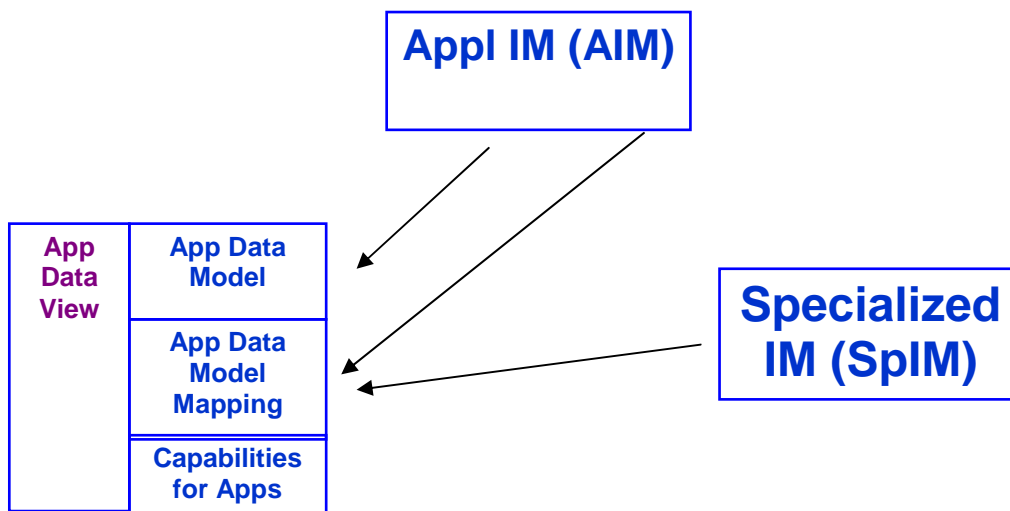 Appl IM (AIM)
App
Data
View
App Data
Model
App Data
Model
Mapping
Capabilities
for Apps
Specialized
IM (SpIM)